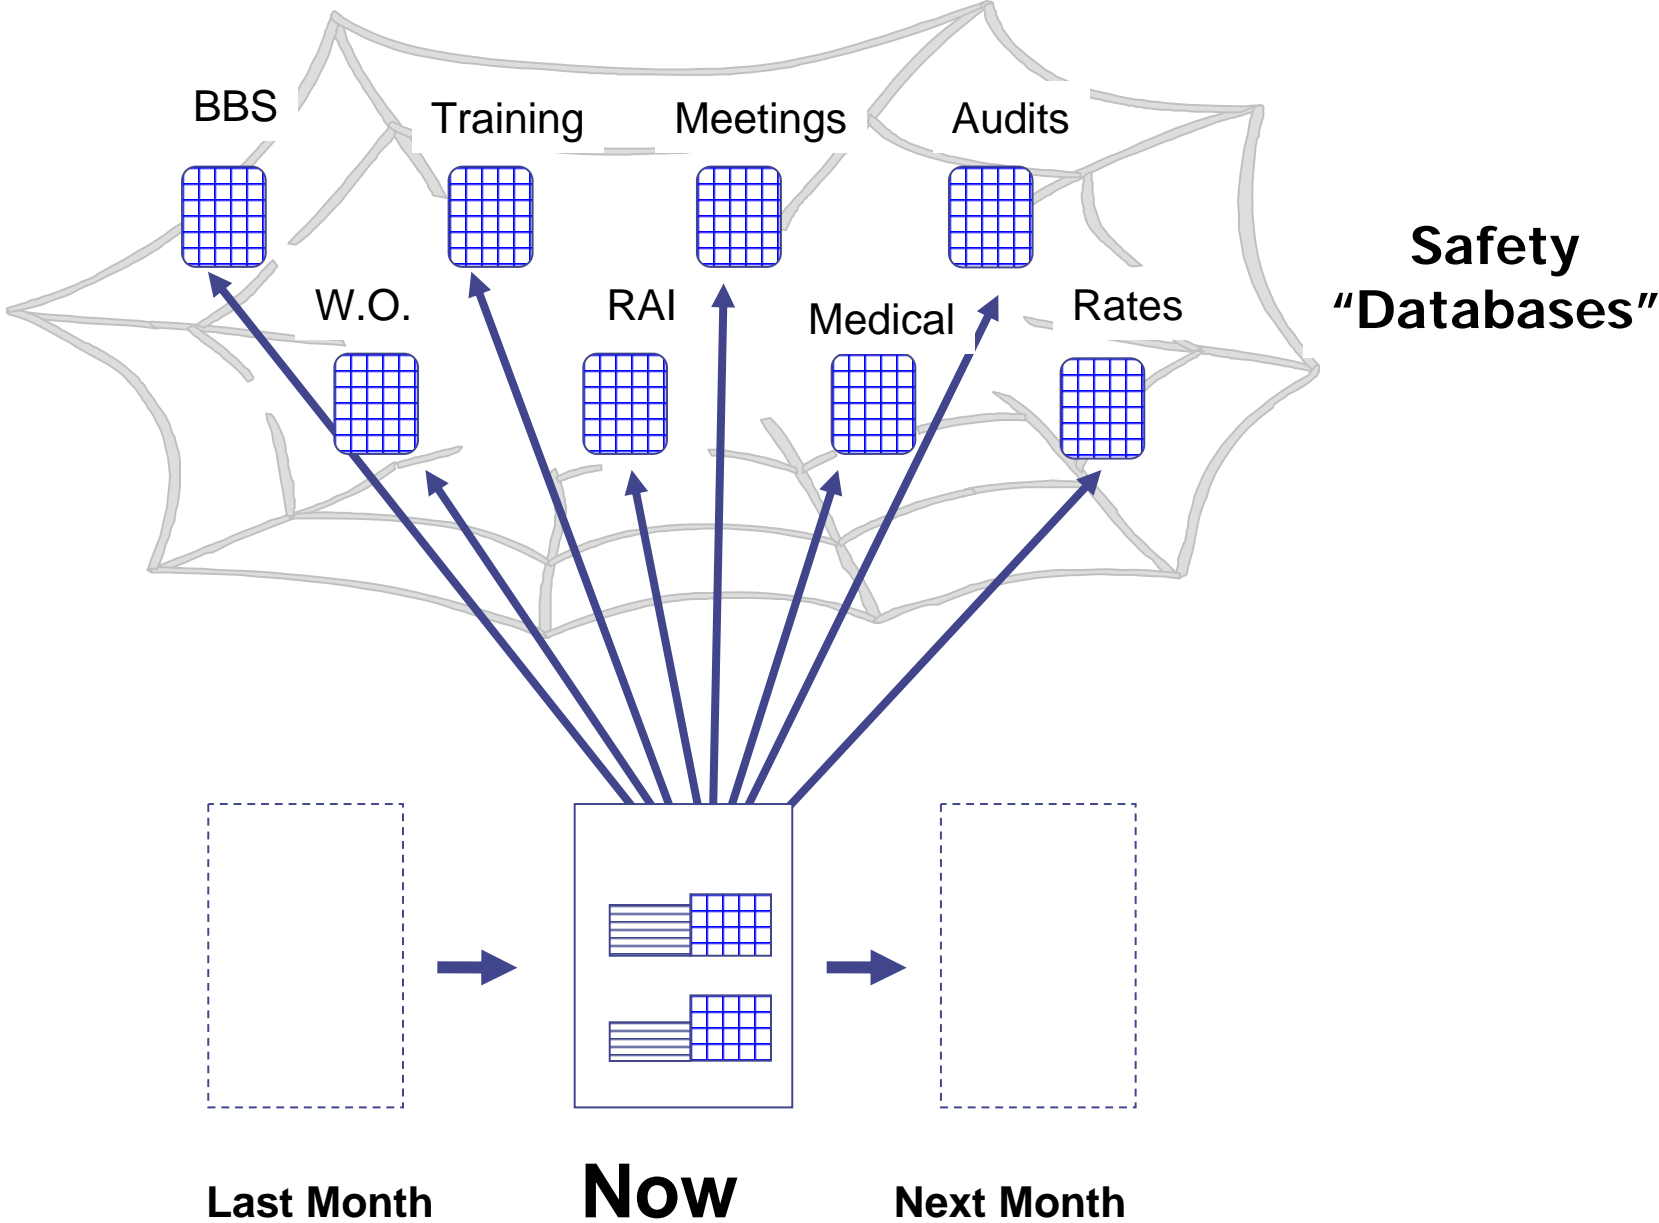 BBS
Training
Meetings
Audits
W.O.
RAI
Medical
Rates
Safety
“Databases”
Last Month
Now
Next Month